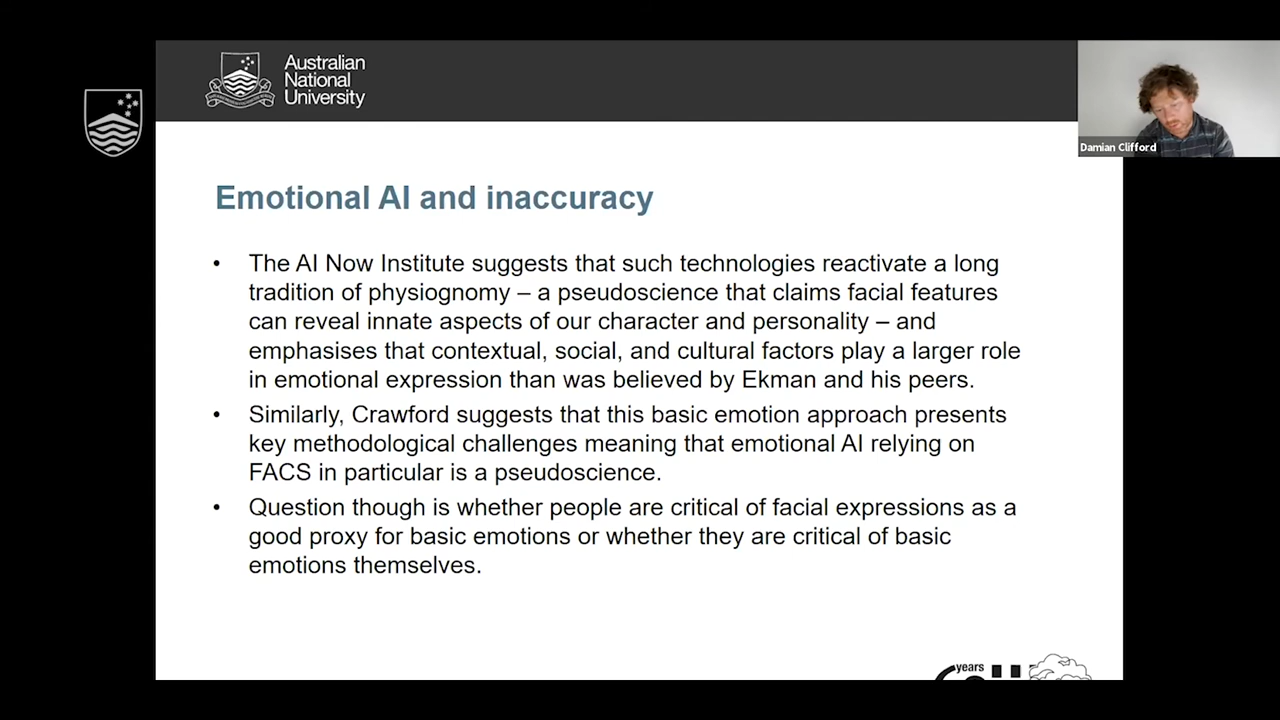 Australian
National
University
Damian Clifford
Emotional AI and inaccuracy
• The AI Now Institute suggests that such technologies reactivate a long
tradition of physiognomy – a pseudoscience that claims facial features
can reveal innate aspects of our character and personality – and
emphasises that contextual, social, and cultural factors play a larger role
in emotional expression than was believed by Ekman and his peers.
• Similarly, Crawford suggests that this basic emotion approach presents
key methodological challenges meaning that emotional AI relying on
FACS in particular is a pseudoscience.
• Question though is whether people are critical of facial expressions as a
good proxy for basic emotions or whether they are critical of basic
emotions themselves.
years